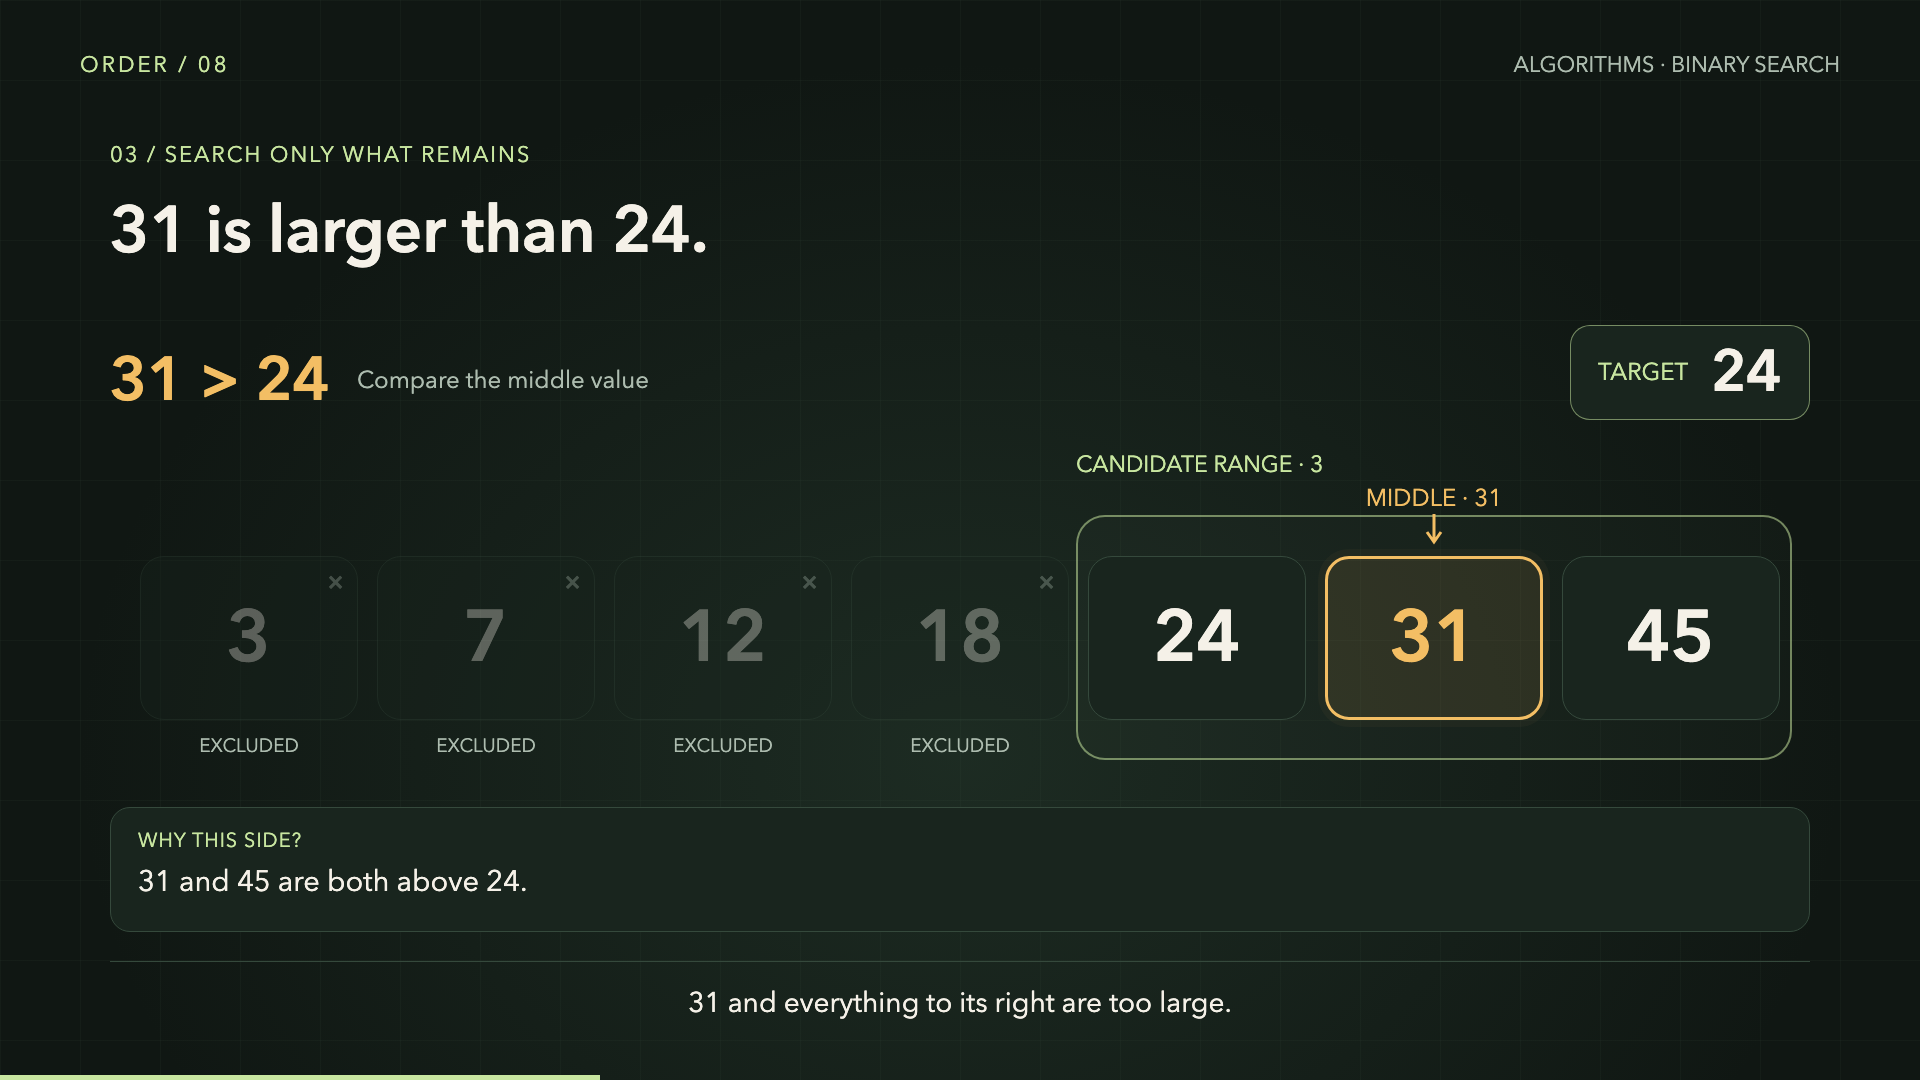 ORDER / 08
ALGORITHMS · BINARY SEARCH
03 / SEARCH ONLY WHAT REMAINS
31 is larger than 24.
31 > 24 Compare the middle value
TARGET 24
CANDIDATE RANGE · 3
MIDDLE · 31
3 7 12 18 24 31 45
EXCLUDED EXCLUDED EXCLUDED EXCLUDED
WHY THIS SIDE?
31 and 45 are both above 24.
31 and everything to its right are too large.